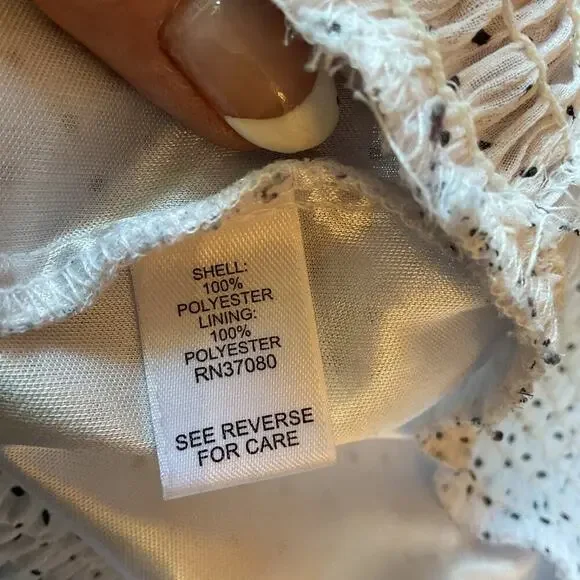 SHELL:
100%
POLYESTER
LINING:
100%
POLYESTER
RN37080
SEE REVERSE
FOR CARE